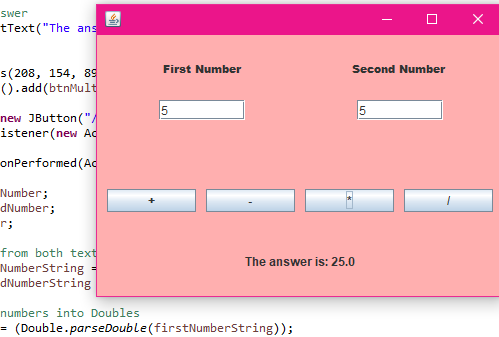 swer
tText("The ans
s(208, 154, 89
().add(btnMult
new JButton("/
istener(new Ac
onPerformed(Ac
Number;
dNumber;
r;
from both text
NumberString =
dNumberString
numbers into Doubles
= (Double.parseDouble(firstNumberString));
First Number
Second Number
5
5
+
-
*
/
The answer is: 25.0